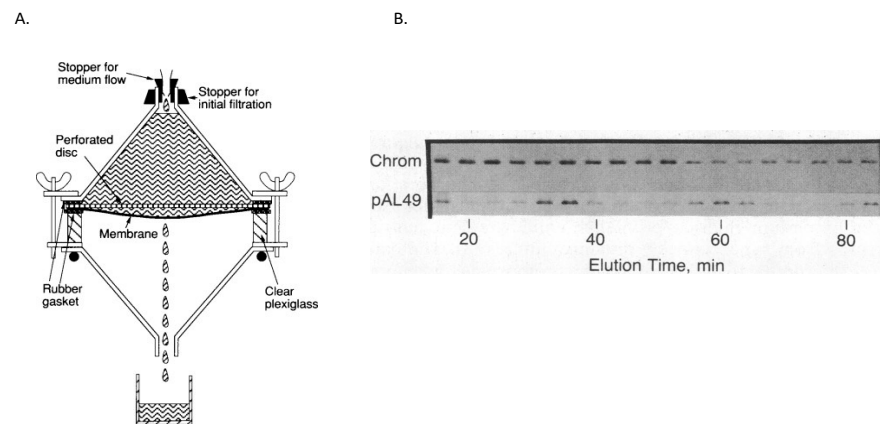 A.
B.
Stopper for
medium flow
Stopper for
initial filtration
Perforated
disc
Membrane
Rubber
gasket
Clear
plexiglass
Chrom
pAL49
20 40 60 80
Elution Time, min